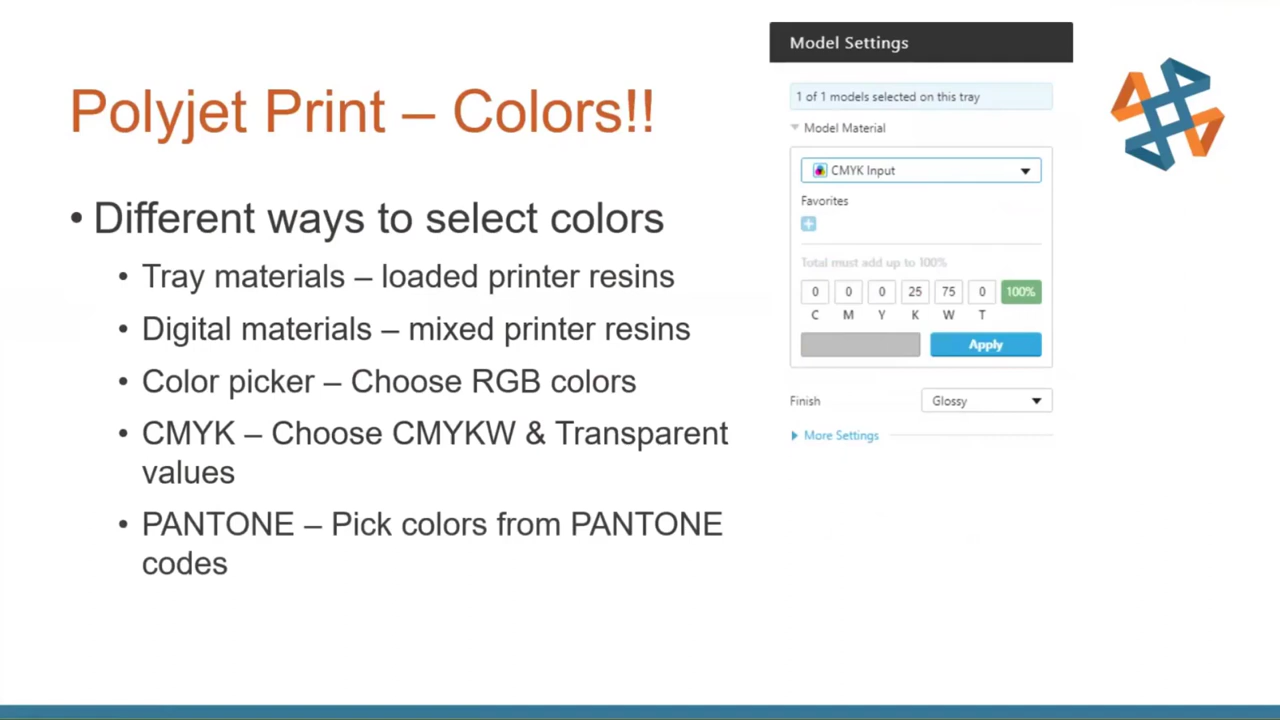 Polyjet Print – Colors!!
• Different ways to select colors
• Tray materials – loaded printer resins
• Digital materials – mixed printer resins
• Color picker – Choose RGB colors
• CMYK – Choose CMYKW & Transparent
values
• PANTONE – Pick colors from PANTONE
codes
Model Settings
1 of 1 models selected on this tray
Model Material
CMYK Input
Favorites
Total must add up to 100%
0 0 0 25 75 0 100%
C M Y K W T
Apply
Finish Glossy
More Settings